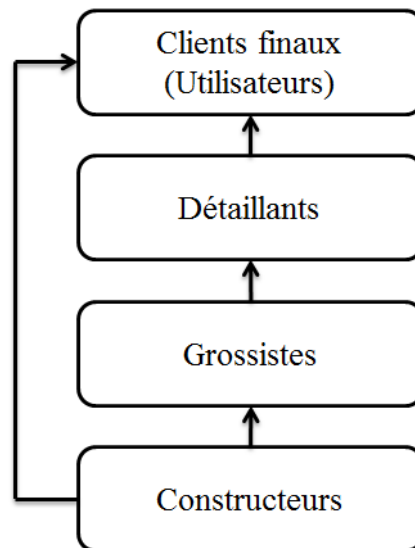 Clients finaux
(Utilisateurs)
Détaillants
Grossistes
Constructeurs